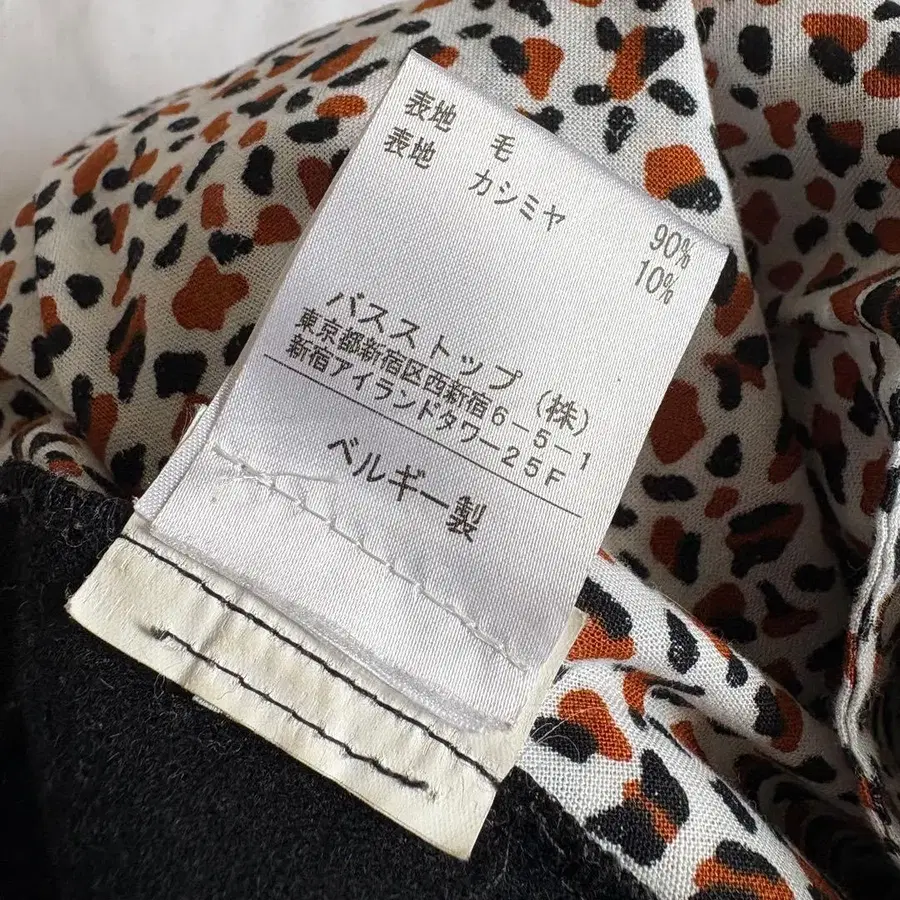 表地 毛 90%
表地 カシミヤ 10%
バスストップ(株)
東京都新宿区西新宿6-5-1
新宿アイランドタワー25F
ベルギー製